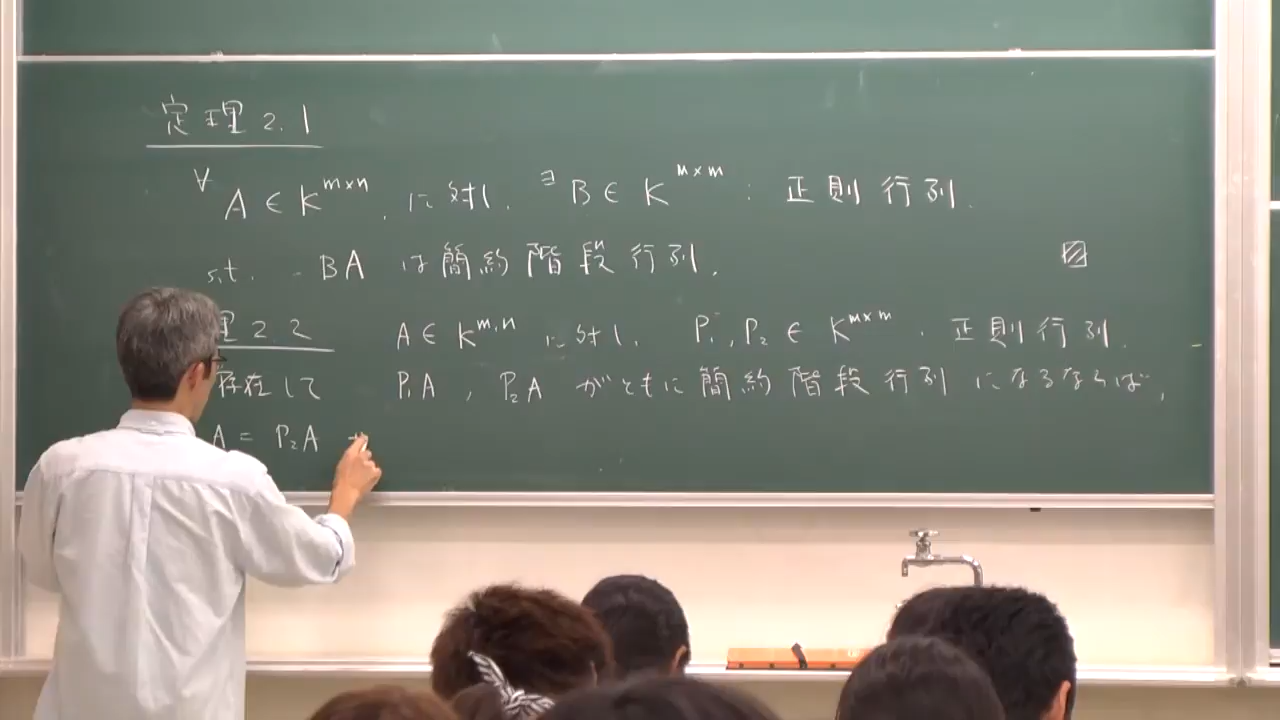 定理 2.1
∀A ∈ K^{m×n} に対し. ∃B ∈ K^{m×m} : 正則行列.
s.t. BA は簡約階段行列.
理 2.2 A ∈ K^{m,n} に対し. P₁, P₂ ∈ K^{m×m}. 正則行列.
存在して P₁A, P₂A がともに簡約階段行列になるならば,
A = P₂A